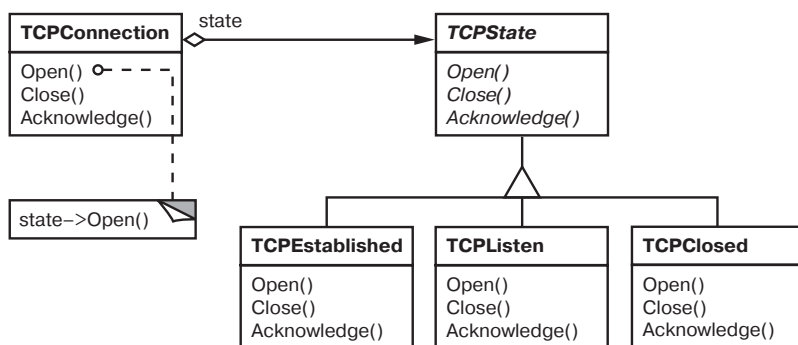 TCPConnection
Open()
Close()
Acknowledge()
state
TCPState
Open()
Close()
Acknowledge()
state–>Open()
TCPEstablished
Open()
Close()
Acknowledge()
TCPListen
Open()
Close()
Acknowledge()
TCPClosed
Open()
Close()
Acknowledge()